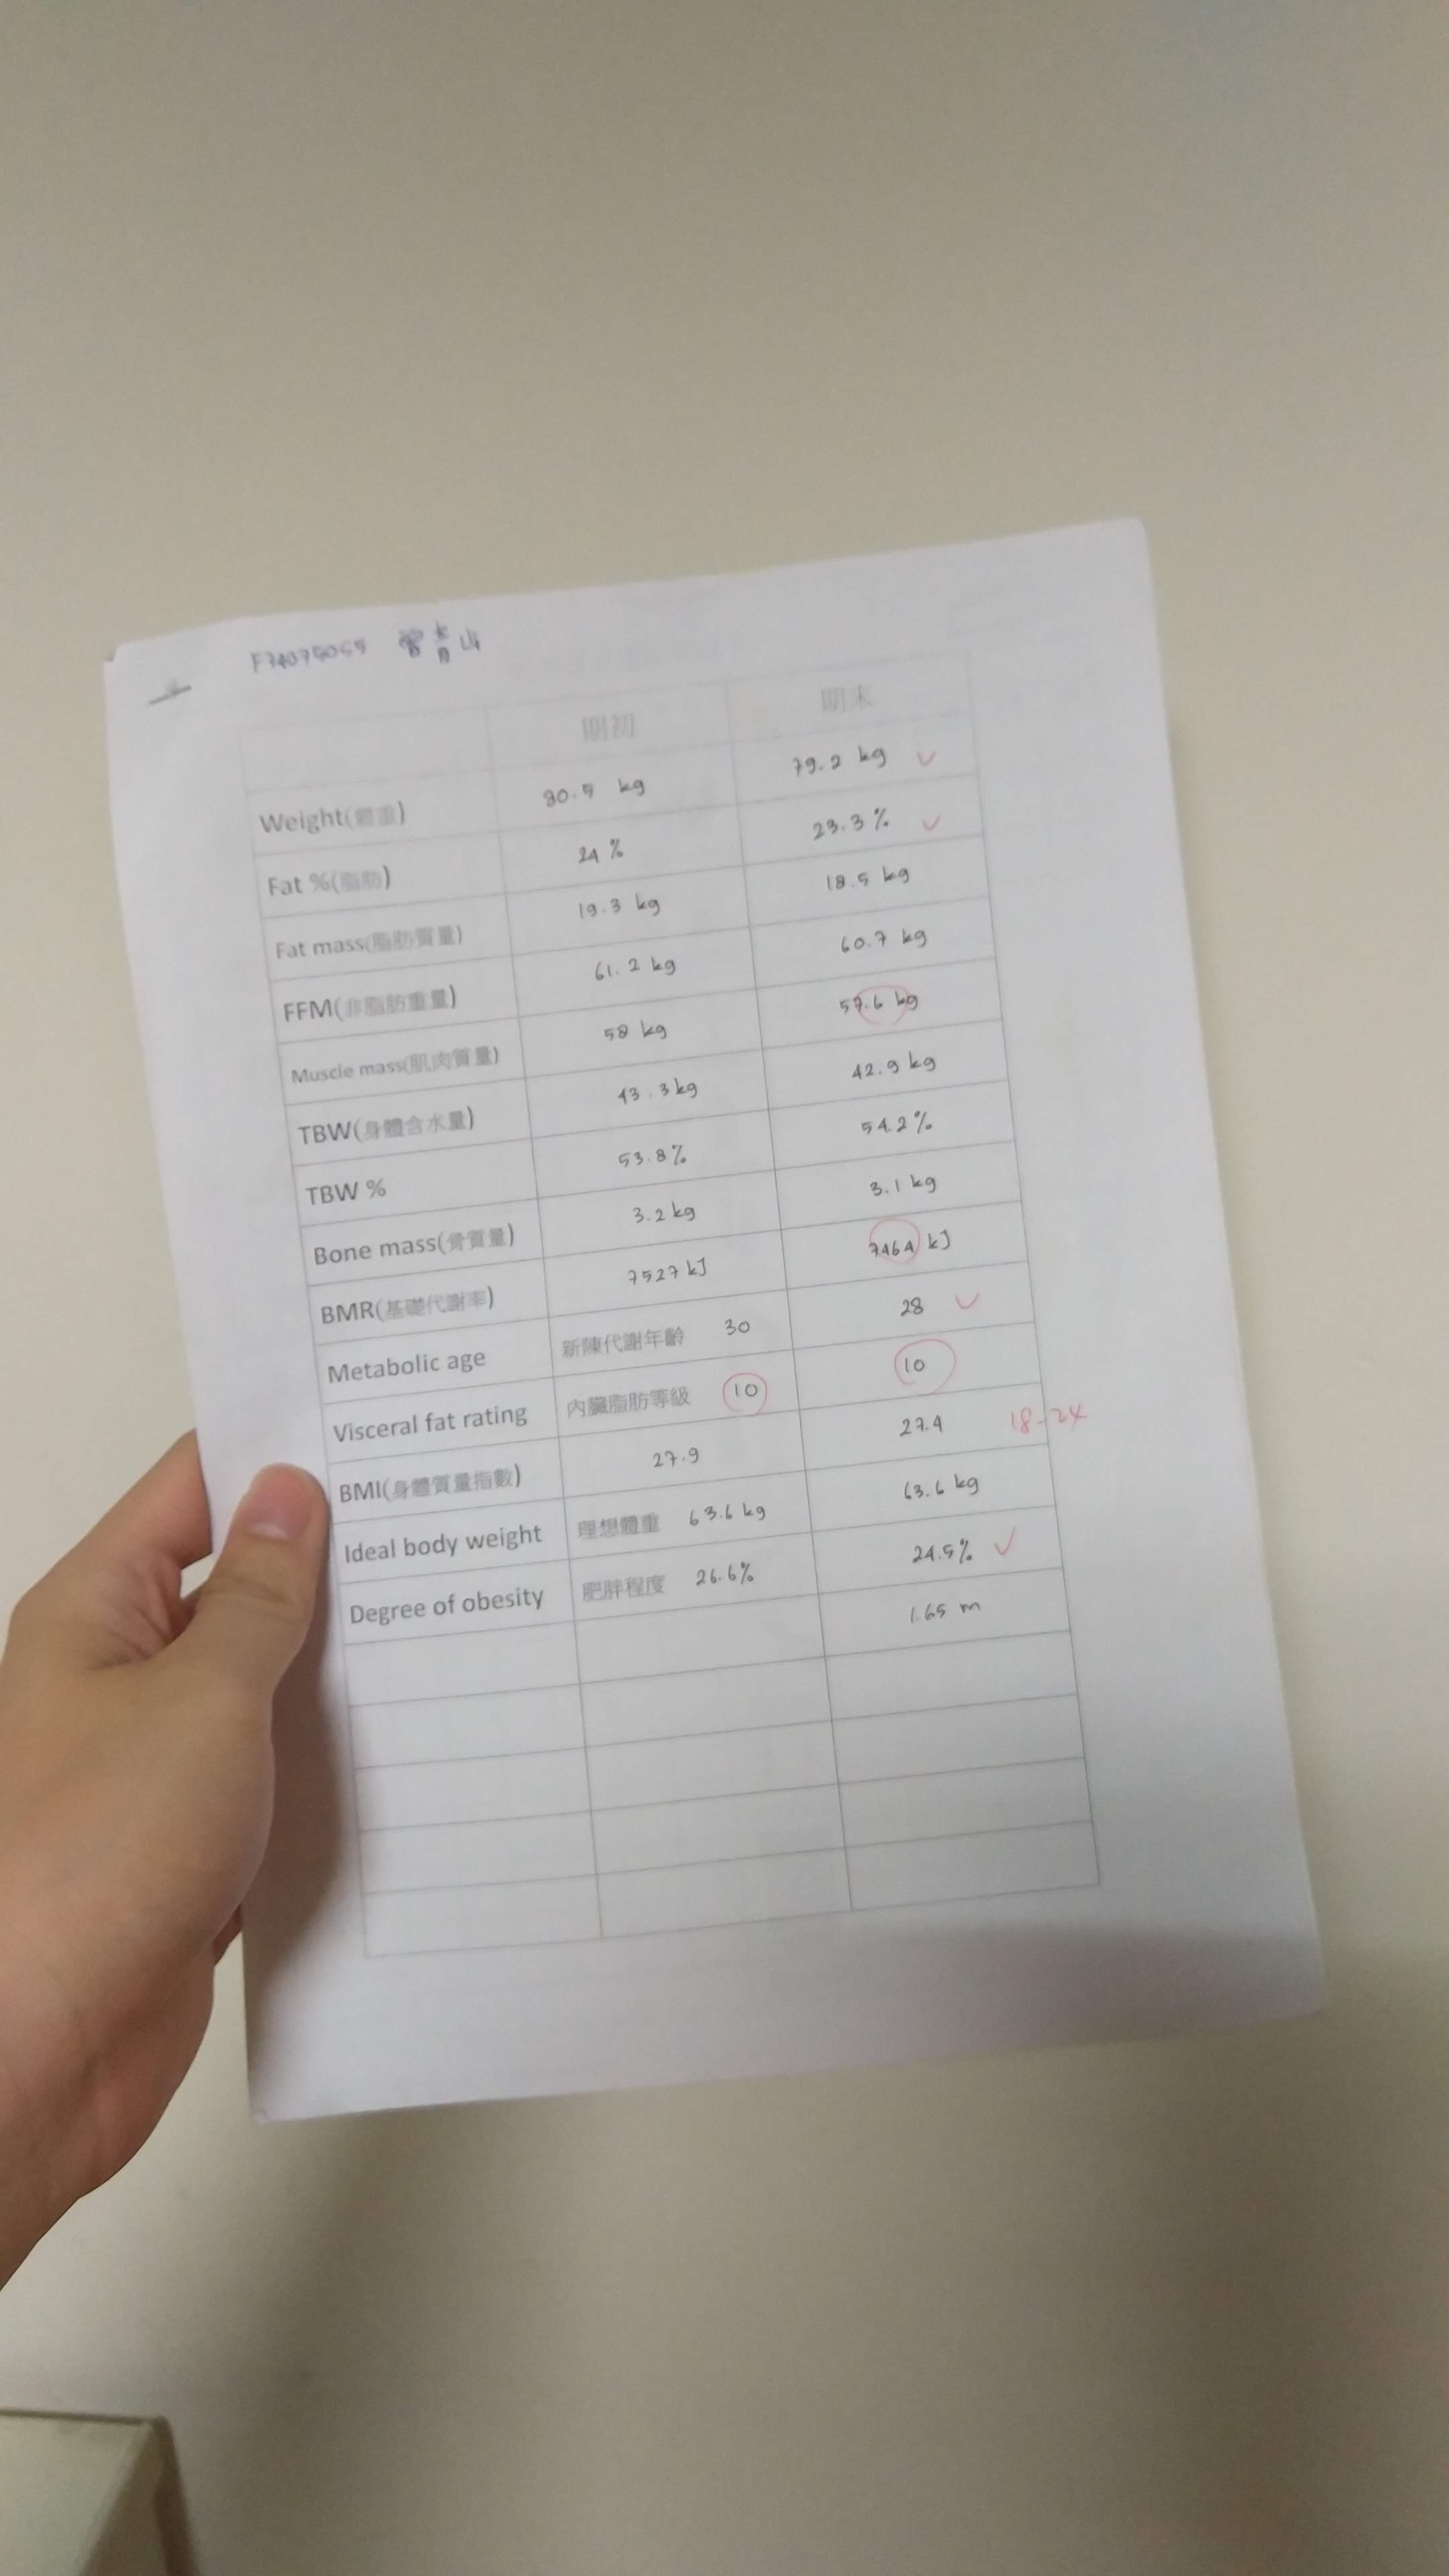 F74075065
期初 期末
Weight(體重) 80.5 kg 79.2 kg ✓
Fat %(脂肪) 24 % 23.3 % ✓
Fat mass(脂肪質量) 19.3 kg 18.5 kg
FFM(非脂肪重量) 61.2 kg 60.7 kg
Muscle mass(肌肉質量) 58 kg 57.6 kg
TBW(身體含水量) 43.3 kg 42.9 kg
TBW % 53.8% 54.2%
Bone mass(骨質量) 3.2 kg 3.1 kg
BMR(基礎代謝率) 7527 kJ 7464 kJ
Metabolic age 新陳代謝年齡 30 28 ✓
Visceral fat rating 內臟脂肪等級 10 10
BMI(身體質量指數) 27.9 27.4 18-24
Ideal body weight 理想體重 63.6 kg 63.6 kg
Degree of obesity 肥胖程度 26.6% 24.5% ✓
1.65 m